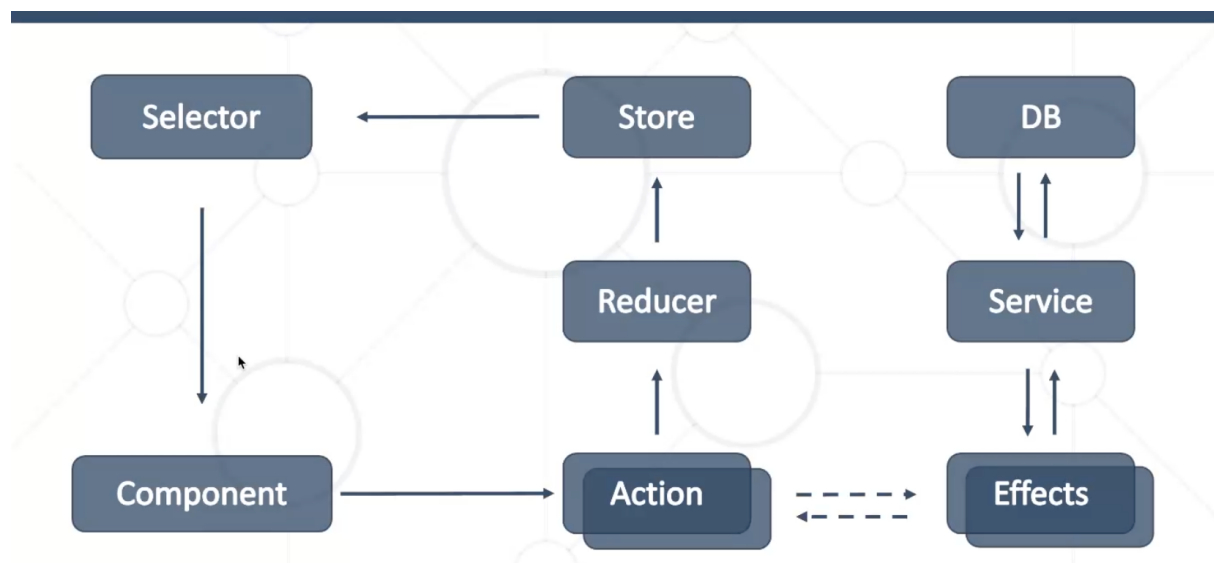 Selector
Store
DB
Reducer
Service
Component
Action
Effects